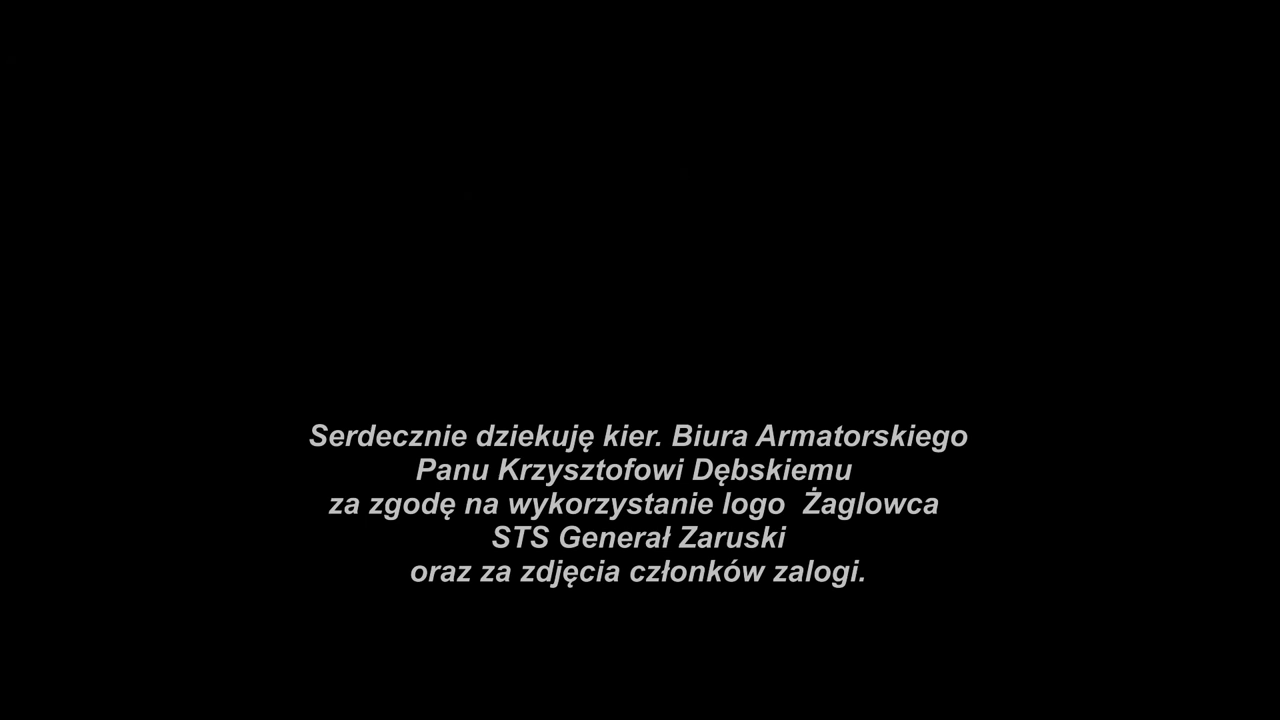 Serdecznie dziekuję kier. Biura Armatorskiego
Panu Krzysztofowi Dębskiemu
za zgodę na wykorzystanie logo  Żaglowca
STS Generał Zaruski
oraz za zdjęcia członków zalogi.